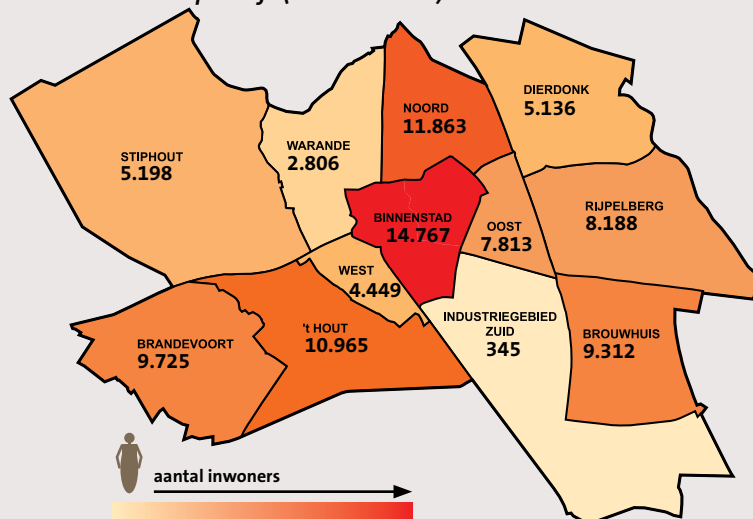 DIERDONK
5.136
NOORD
11.863
WARANDE
2.806
STIPHOUT
5.198
RIJPELBERG
8.188
BINNENSTAD
14.767
OOST
7.813
WEST
4.449
INDUSTRIEGEBIED
ZUID
345
't HOUT
10.965
BROUWHUIS
9.312
BRANDEVOORT
9.725
aantal inwoners